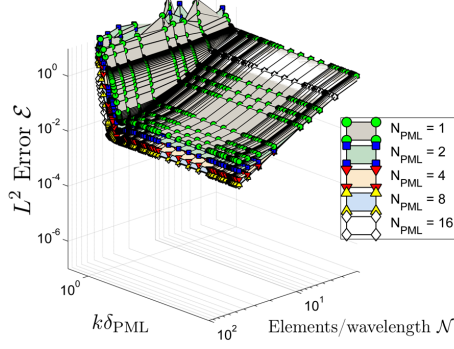 10^0
10^-2
10^-4
10^-6
L^2 Error ℰ
10^0
10^2
kδ_PML
10^1
Elements/wavelength 𝒩
N_PML = 1
N_PML = 2
N_PML = 4
N_PML = 8
N_PML = 16